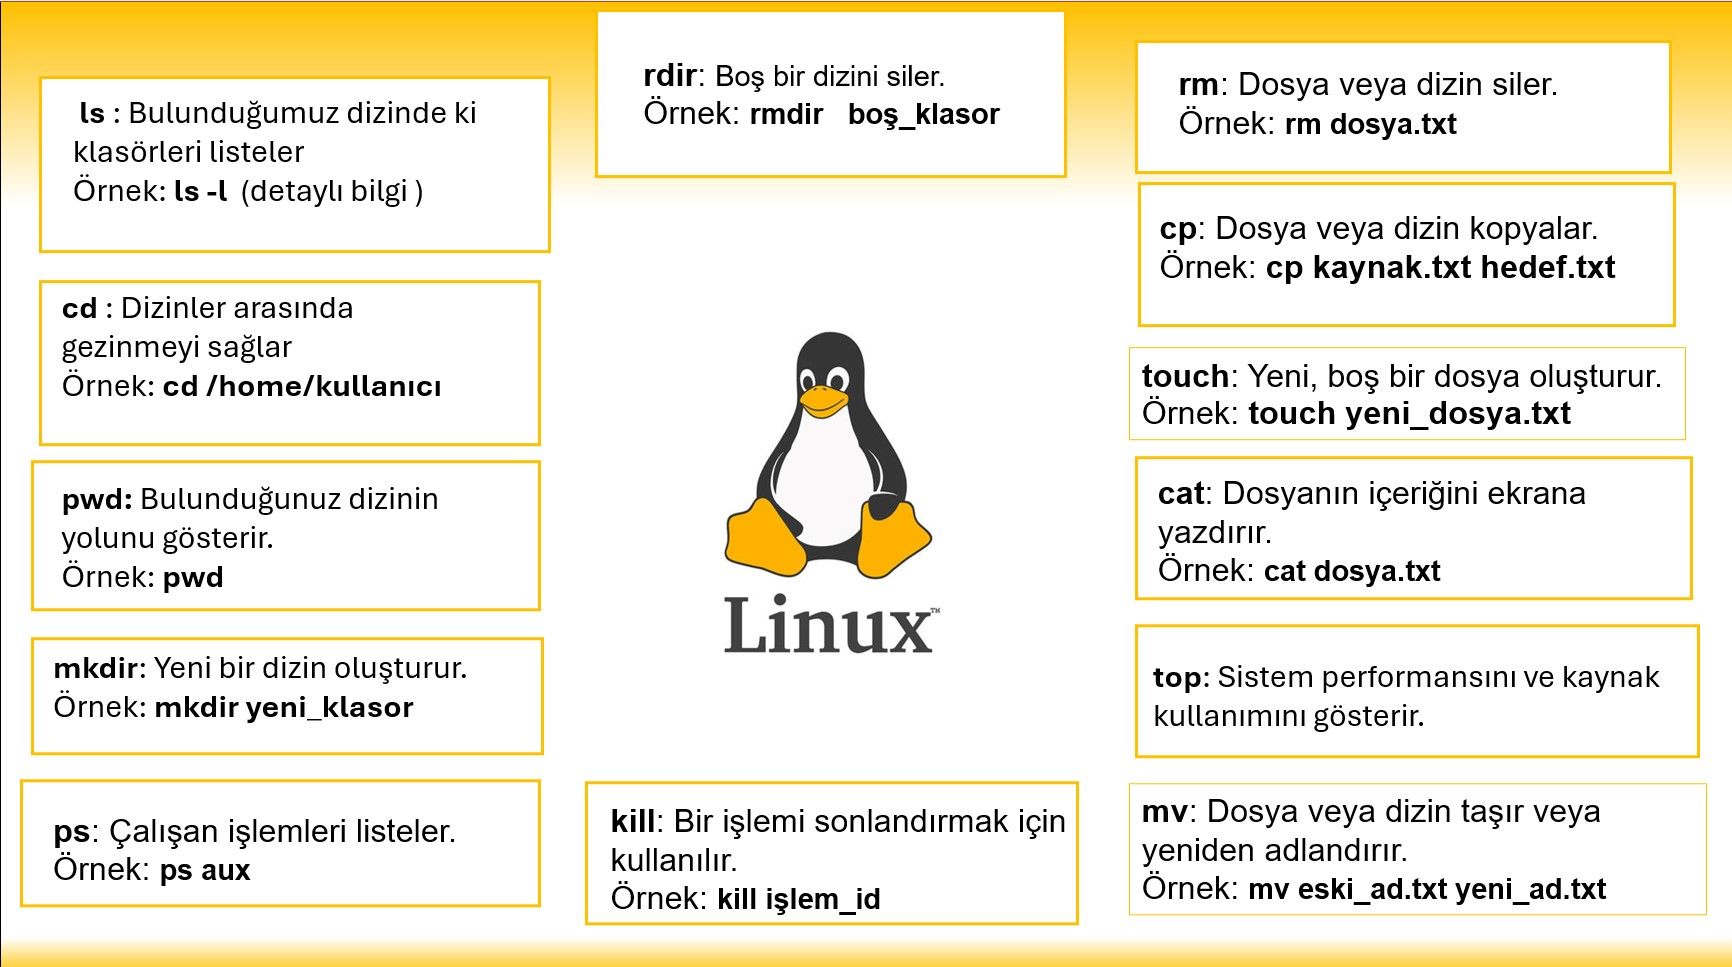 ls : Bulunduğumuz dizinde ki
klasörleri listeler
Örnek: ls -l (detaylı bilgi )
cd : Dizinler arasında
gezinmeyi sağlar
Örnek: cd /home/kullanıcı
pwd: Bulunduğunuz dizinin
yolunu gösterir.
Örnek: pwd
mkdir: Yeni bir dizin oluşturur.
Örnek: mkdir yeni_klasor
ps: Çalışan işlemleri listeler.
Örnek: ps aux
rdir: Boş bir dizini siler.
Örnek: rmdir boş_klasor
Linux™
kill: Bir işlemi sonlandırmak için
kullanılır.
Örnek: kill işlem_id
rm: Dosya veya dizin siler.
Örnek: rm dosya.txt
cp: Dosya veya dizin kopyalar.
Örnek: cp kaynak.txt hedef.txt
touch: Yeni, boş bir dosya oluşturur.
Örnek: touch yeni_dosya.txt
cat: Dosyanın içeriğini ekrana
yazdırır.
Örnek: cat dosya.txt
top: Sistem performansını ve kaynak
kullanımını gösterir.
mv: Dosya veya dizin taşır veya
yeniden adlandırır.
Örnek: mv eski_ad.txt yeni_ad.txt